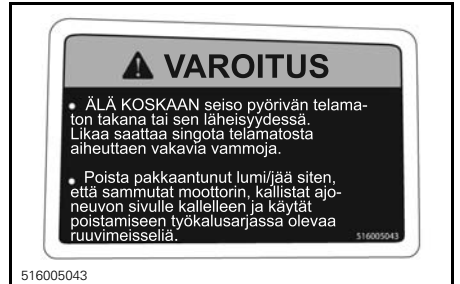 VAROITUS
• ÄLÄ KOSKAAN seiso pyörivän telama-
ton takana tai sen läheisyydessä.
Likaa saattaa singota telamatosta
aiheuttaen vakavia vammoja.
• Poista pakkaantunut lumi/jää siten,
että sammutat moottorin, kallistat ajo-
neuvon sivulle kallelleen ja käytät
poistamiseen työkalusarjassa olevaa
ruuvimeisseliä.
516005043
516005043